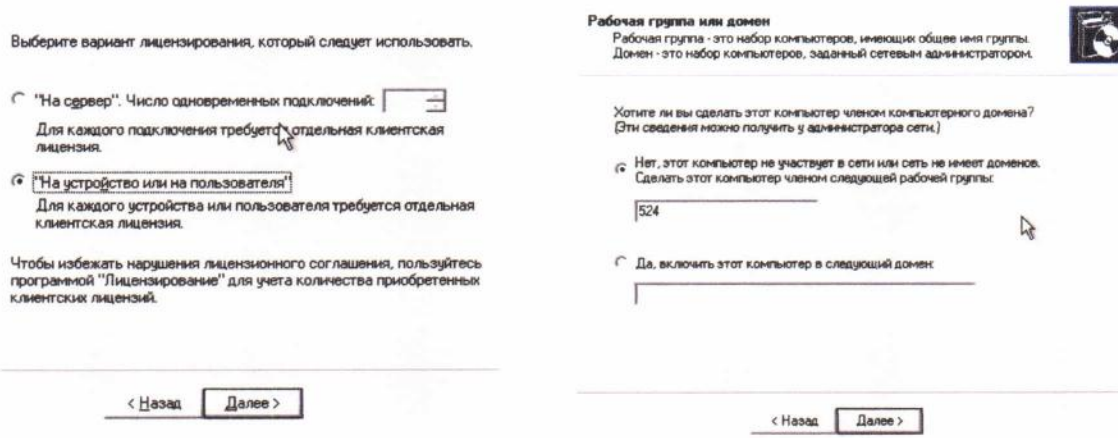 Выберите вариант лицензирования, который следует использовать.
"На сервер". Число одновременных подключений:
Для каждого подключения требуется отдельная клиентская
лицензия.
"На устройство или на пользователя"
Для каждого устройства или пользователя требуется отдельная
клиентская лицензия.
Чтобы избежать нарушения лицензионного соглашения, пользуйтесь
программой "Лицензирование" для учета количества приобретенных
клиентских лицензий.
< Назад
Далее >
Рабочая группа или домен
Рабочая группа - это набор компьютеров, имеющих общее имя группы.
Домен - это набор компьютеров, заданный сетевым администратором.
Хотите ли вы сделать этот компьютер членом компьютерного домена?
(Эти сведения можно получить у администратора сети.)
Нет, этот компьютер не участвует в сети или сеть не имеет доменов.
Сделать этот компьютер членом следующей рабочей группы:
524
Да, включить этот компьютер в следующий домен:
< Назад
Далее >